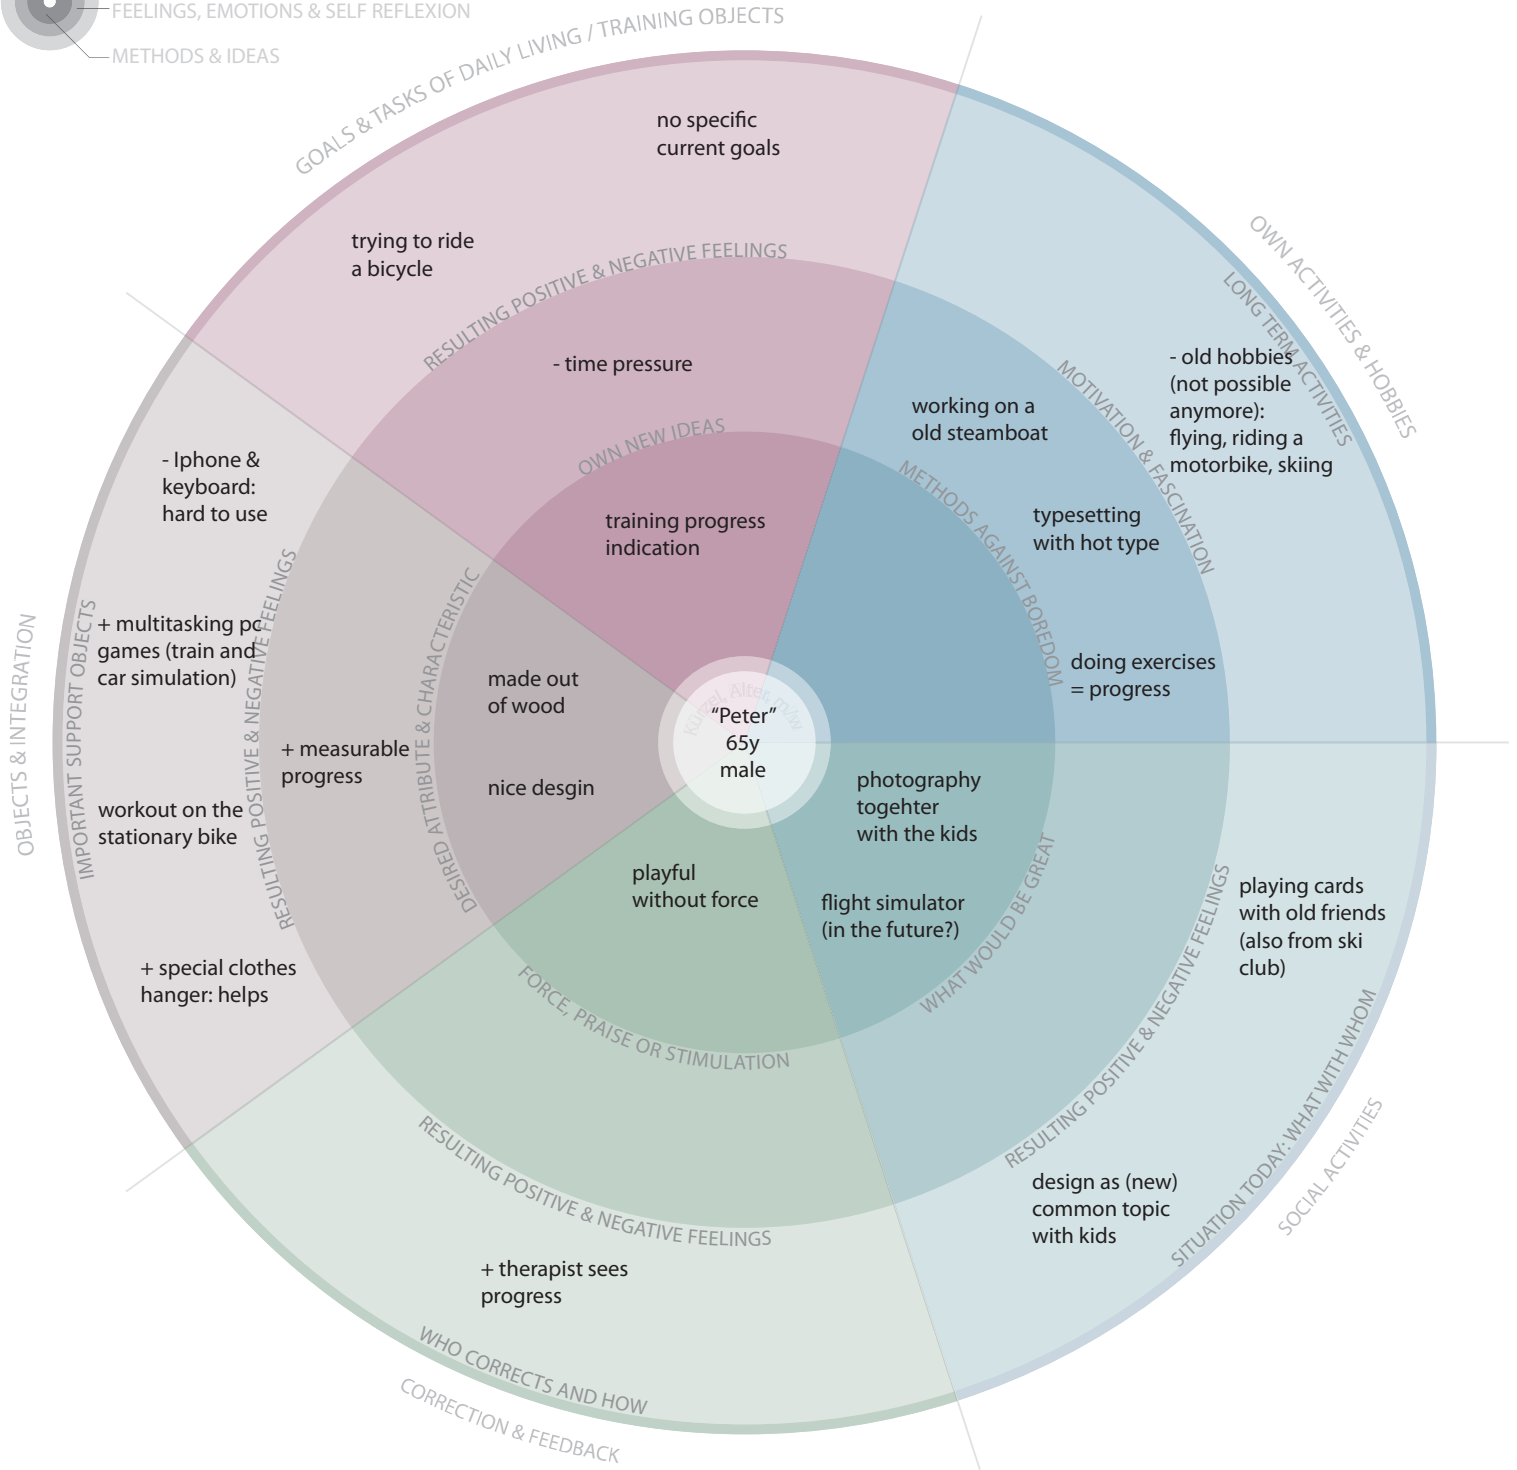 FEELINGS, EMOTIONS & SELF REFLEXION
METHODS & IDEAS
GOALS & TASKS OF DAILY LIVING / TRAINING OBJECTS
no specific
current goals
trying to ride
a bicycle
RESULTING POSITIVE & NEGATIVE FEELINGS
- time pressure
OWN NEW IDEAS
training progress
indication
OWN ACTIVITIES & HOBBIES
LONG TERM ACTIVITIES
- old hobbies
(not possible
anymore):
flying, riding a
motorbike, skiing
MOTIVATION & FASCINATION
working on a
old steamboat
typesetting
with hot type
doing exercises
= progress
METHODS AGAINST BOREDOM
OBJECTS & INTEGRATION
IMPORTANT SUPPORT OBJECTS
- Iphone &
keyboard:
hard to use
+ multitasking pc
games (train and
car simulation)
workout on the
stationary bike
+ special clothes
hanger: helps
RESULTING POSITIVE & NEGATIVE FEELINGS
+ measurable
progress
DESIRED ATTRIBUTE & CHARACTERISTIC
made out
of wood
nice desgin
Kürzel, Alter, m/w
“Peter”
65y
male
photography
togehter
with the kids
flight simulator
(in the future?)
WHAT WOULD BE GREAT
RESULTING POSITIVE & NEGATIVE FEELINGS
playing cards
with old friends
(also from ski
club)
design as (new)
common topic
with kids
SITUATION TODAY: WHAT WITH WHOM
SOCIAL ACTIVITIES
playful
without force
FORCE, PRAISE OR STIMULATION
RESULTING POSITIVE & NEGATIVE FEELINGS
+ therapist sees
progress
WHO CORRECTS AND HOW
CORRECTION & FEEDBACK